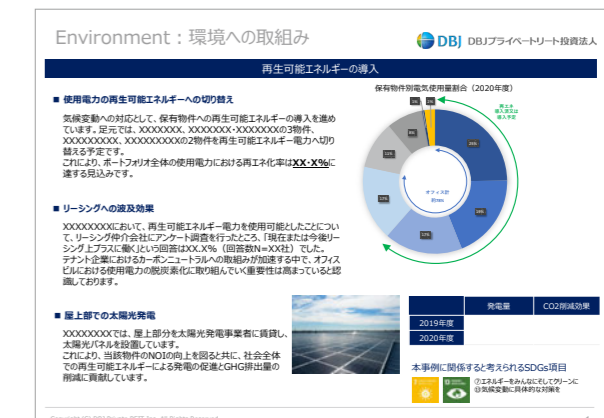 Environment：環境への取組み
DBJ DBJプライベートリート投資法人
再生可能エネルギーの導入
■ 使用電力の再生可能エネルギーへの切り替え
気候変動への対応として、保有物件への再生可能エネルギーの導入を進め
ています。足元では、XXXXXXX、XXXXXXX・XXXXXXXの3物件、
XXXXXXXXX、XXXXXXXXXの2物件を再エネ電力へ切り
替える予定です。
これにより、ポートフォリオ全体の使用電力における再エネ化率はXX・X%に
達する見込みです。
保有物件別電気使用量割合（2020年度）
再エネ
導入済又は
導入予定
オフィス計
■ リーシングへの波及効果
XXXXXXXXにおいて、再生可能エネルギー電力を使用可能としたことについ
て、リーシング仲介会社にアンケート調査を行ったところ、「現在または今後リー
シング上プラスに働く」という回答はXX.X%（回答数N=XX社）でした。
テナント企業におけるカーボンニュートラルへの取組みが加速する中で、オフィス
ビルにおける使用電力の脱炭素化に取り組んでいく重要性は高まっていると認
識しております。
■ 屋上部での太陽光発電
XXXXXXXXでは、屋上部分を太陽光発電事業者に賃貸し、
太陽光パネルを設置しています。
これにより、当該物件のNOIの向上を図ると共に、社会全体
での再生可能エネルギーによる発電の促進とGHG排出量の
削減に貢献しています。
発電量 CO2削減効果
2019年度
2020年度
本事例に関係すると考えられるSDGs項目
⑦エネルギーをみんなにそしてクリーンに
⑬気候変動に具体的な対策を